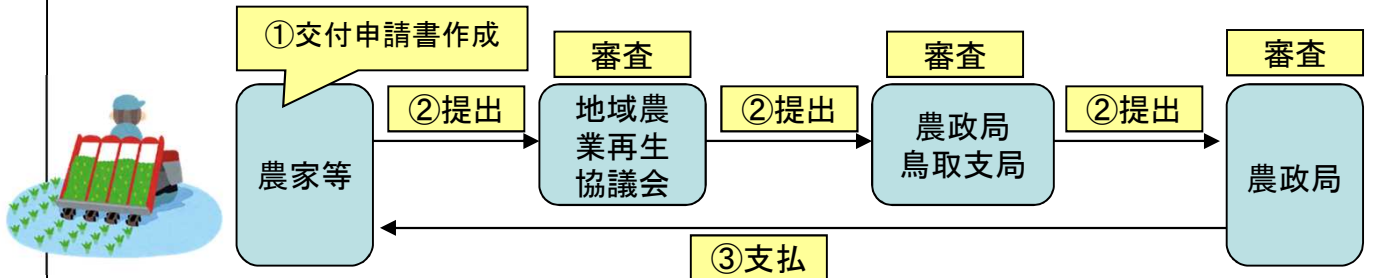 ①交付申請書作成
審査
審査
審査
②提出
②提出
②提出
農家等
地域農
業再生
協議会
農政局
鳥取支局
農政局
③支払